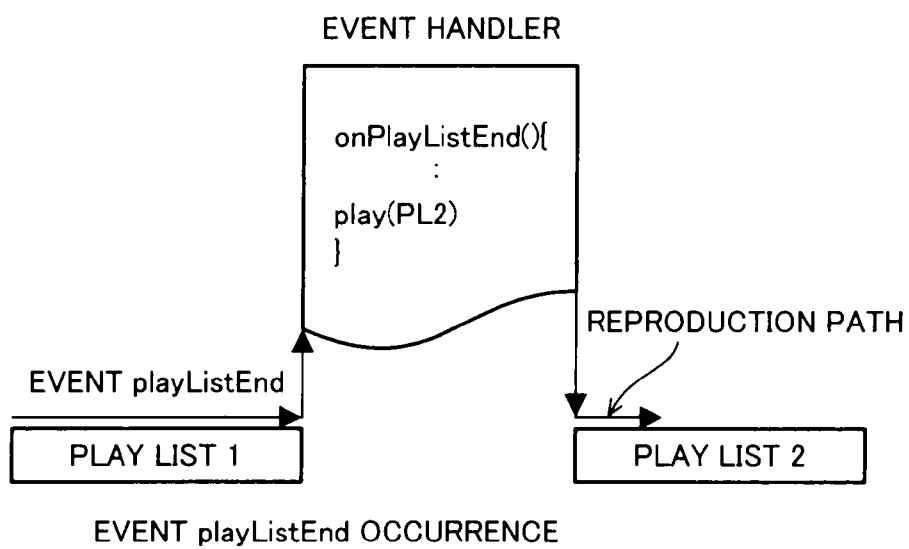 EVENT HANDLER
onPlayListEnd(){
:
play(PL2)
}
REPRODUCTION PATH
EVENT playListEnd
PLAY LIST 1
PLAY LIST 2
EVENT playListEnd OCCURRENCE